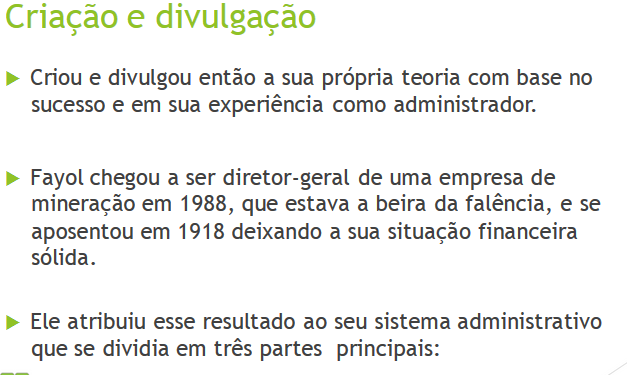 Criação e divulgação
Criou e divulgou então a sua própria teoria com base no
sucesso e em sua experiência como administrador.
Fayol chegou a ser diretor-geral de uma empresa de
mineração em 1988, que estava a beira da falência, e se
aposentou em 1918 deixando a sua situação financeira
sólida.
Ele atribuiu esse resultado ao seu sistema administrativo
que se dividia em três partes  principais: